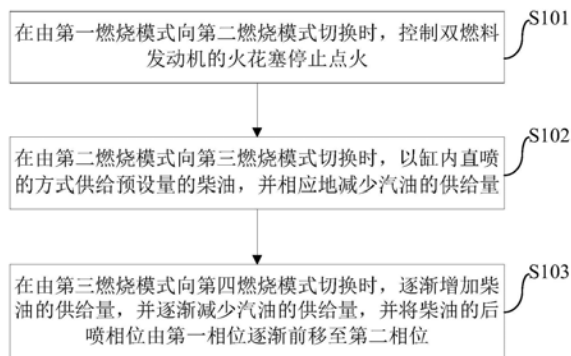 在由第一燃烧模式向第二燃烧模式切换时，控制双燃料
发动机的火花塞停止点火
S101
在由第二燃烧模式向第三燃烧模式切换时，以缸内直喷
的方式供给预设量的柴油，并相应地减少汽油的供给量
S102
在由第三燃烧模式向第四燃烧模式切换时，逐渐增加柴
油的供给量，并逐渐减少汽油的供给量，并将柴油的后
喷相位由第一相位逐渐前移至第二相位
S103